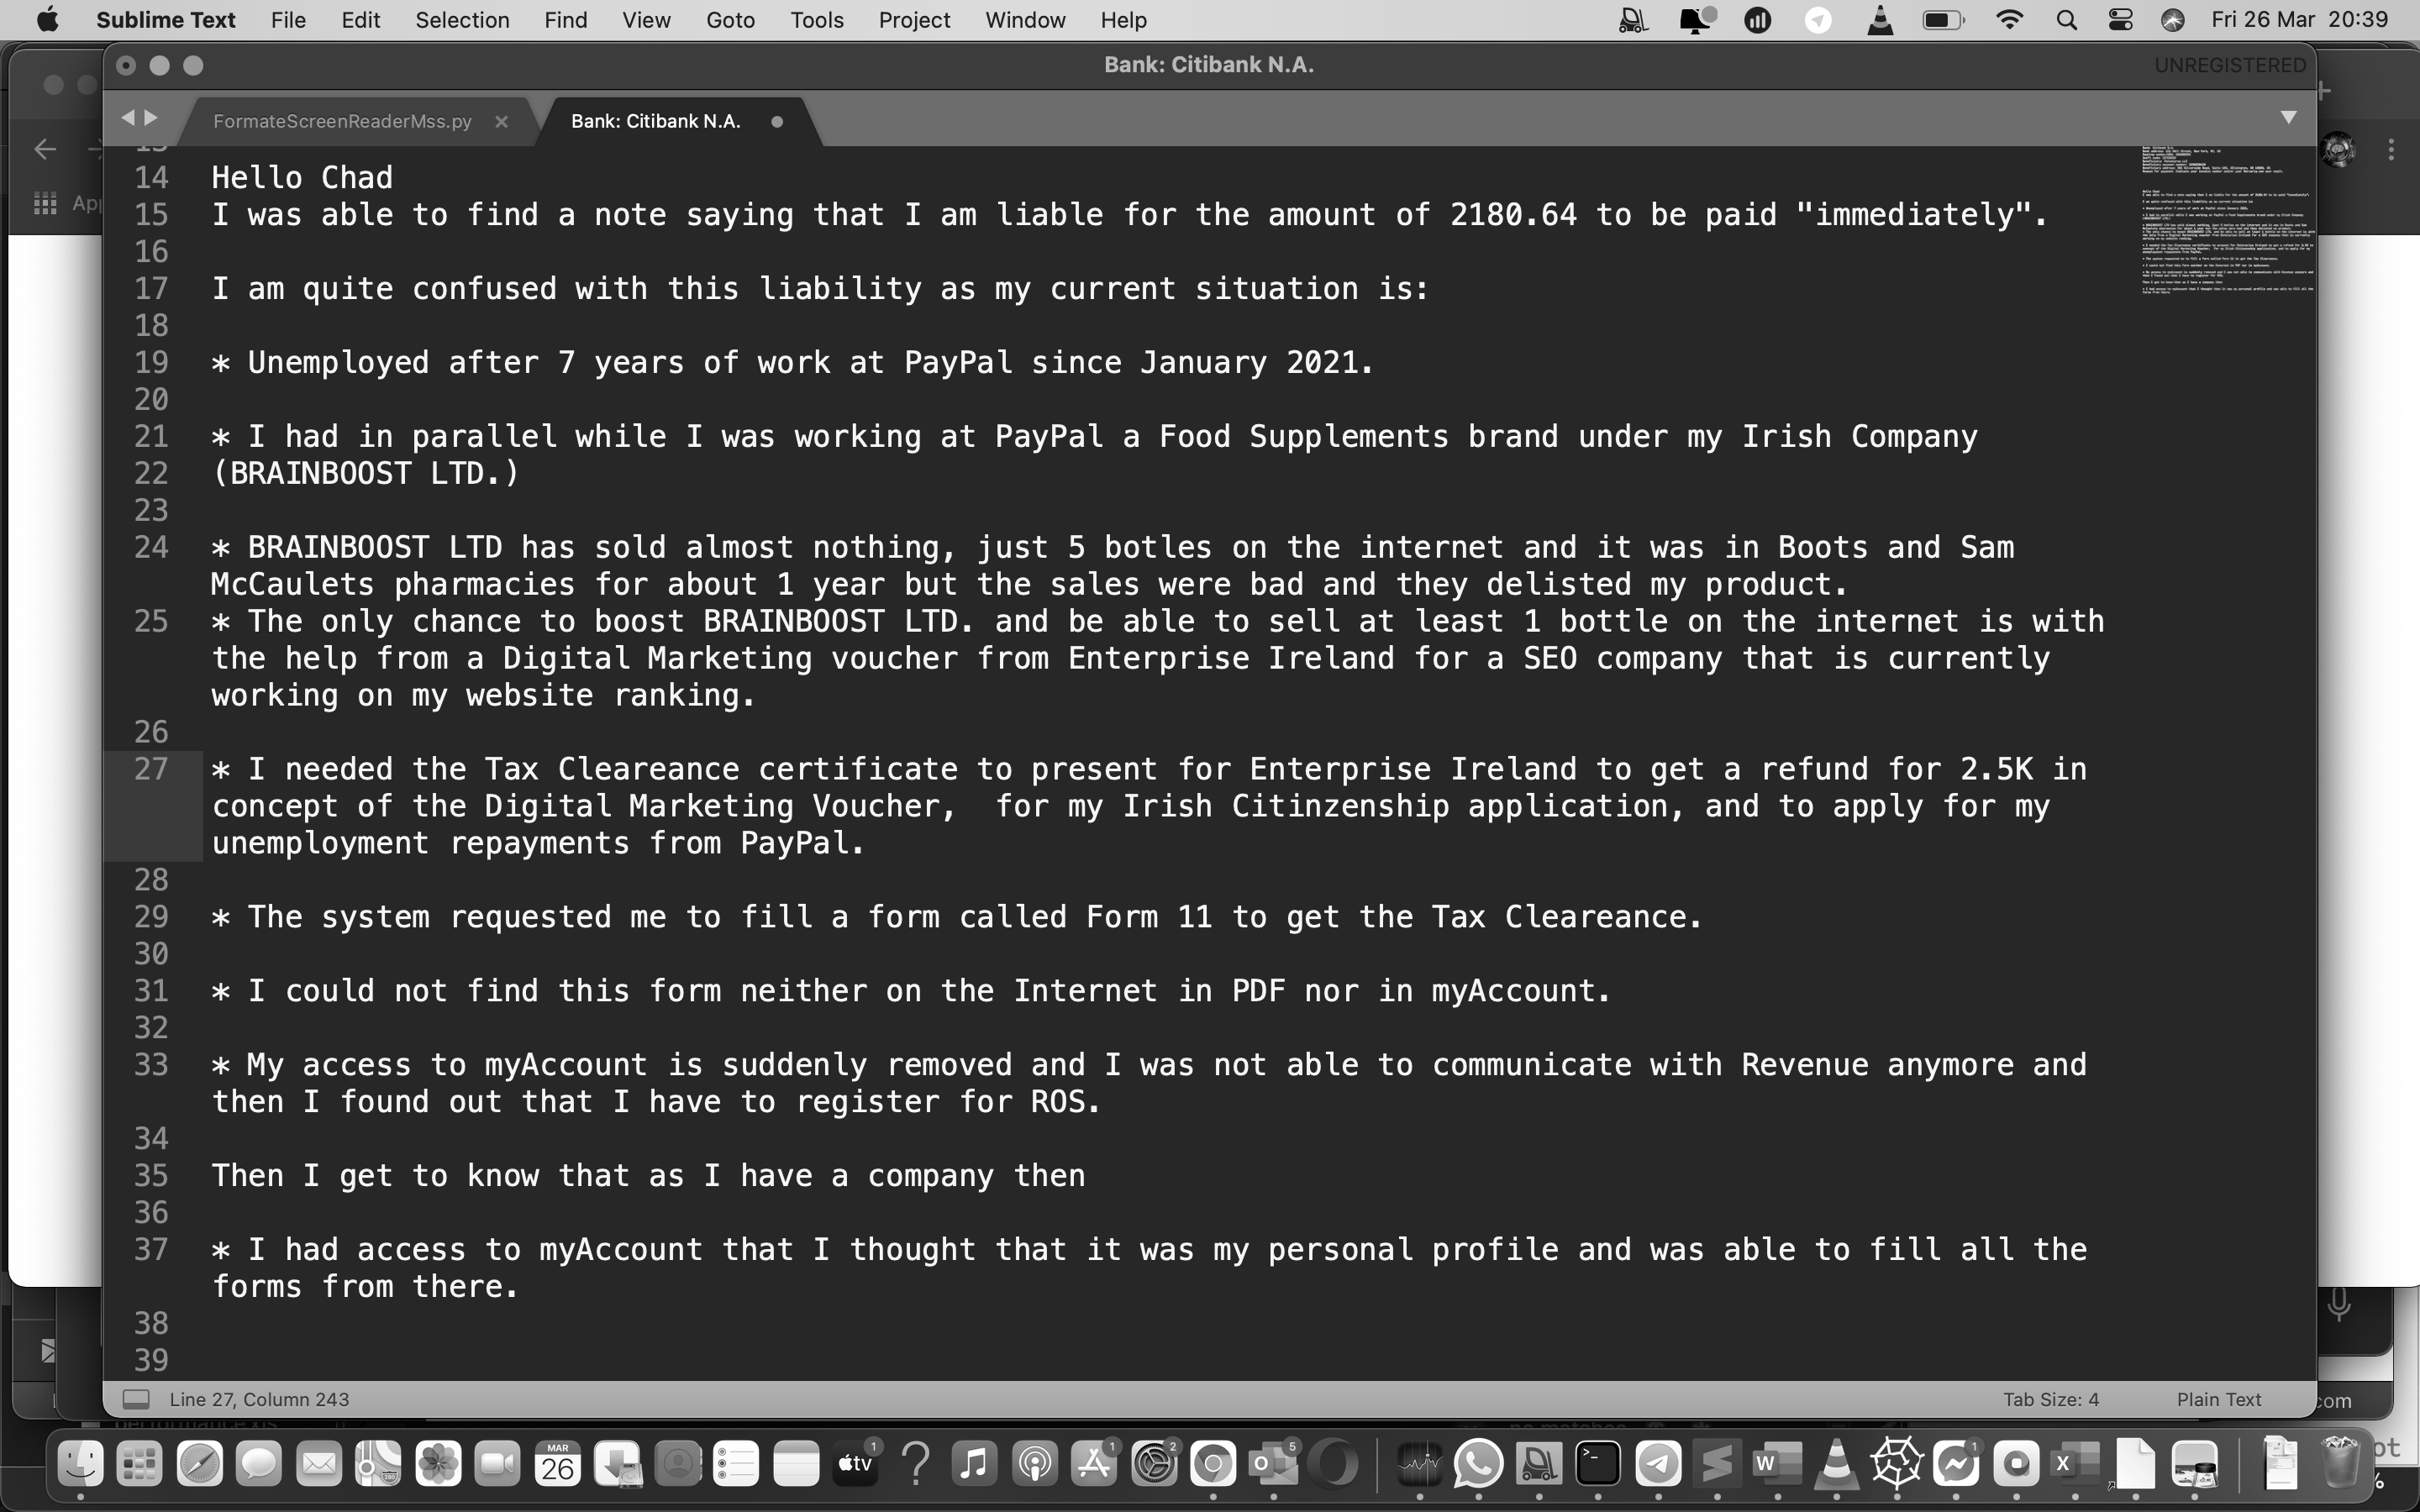 Sublime Text File Edit Selection Find View Goto Tools Project Window Help Fri 26 Mar 20:39
Bank: Citibank N.A. UNREGISTERED
FormateScreenReaderMss.py Bank: Citibank N.A.
14 Hello Chad
15 I was able to find a note saying that I am liable for the amount of 2180.64 to be paid "immediately".
16
17 I am quite confused with this liability as my current situation is:
18
19 * Unemployed after 7 years of work at PayPal since January 2021.
20
21 * I had in parallel while I was working at PayPal a Food Supplements brand under my Irish Company
22 (BRAINBOOST LTD.)
23
24 * BRAINBOOST LTD has sold almost nothing, just 5 botles on the internet and it was in Boots and Sam
McCaulets pharmacies for about 1 year but the sales were bad and they delisted my product.
25 * The only chance to boost BRAINBOOST LTD. and be able to sell at least 1 bottle on the internet is with
the help from a Digital Marketing voucher from Enterprise Ireland for a SEO company that is currently
working on my website ranking.
26
27 * I needed the Tax Cleareance certificate to present for Enterprise Ireland to get a refund for 2.5K in
concept of the Digital Marketing Voucher,  for my Irish Citinzenship application, and to apply for my
unemployment repayments from PayPal.
28
29 * The system requested me to fill a form called Form 11 to get the Tax Cleareance.
30
31 * I could not find this form neither on the Internet in PDF nor in myAccount.
32
33 * My access to myAccount is suddenly removed and I was not able to communicate with Revenue anymore and
then I found out that I have to register for ROS.
34
35 Then I get to know that as I have a company then
36
37 * I had access to myAccount that I thought that it was my personal profile and was able to fill all the
forms from there.
38
39
Line 27, Column 243 Tab Size: 4 Plain Text
MAR
26
tv